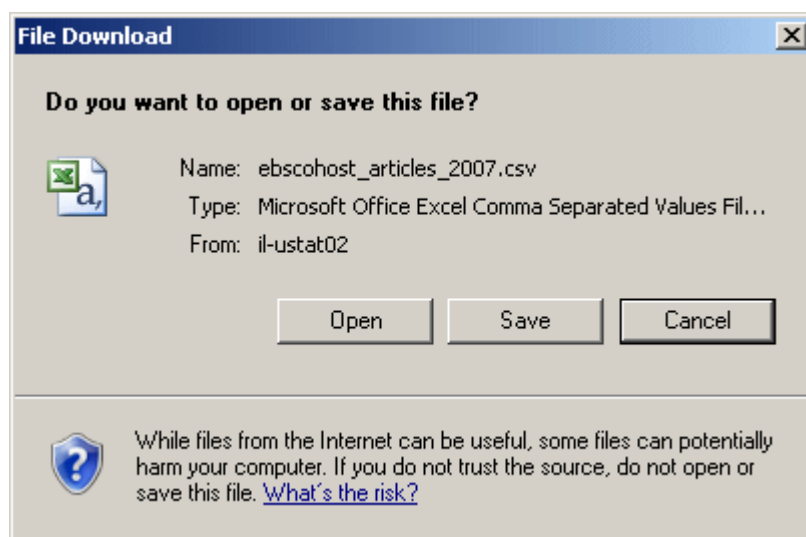 File Download
Do you want to open or save this file?
Name: ebscohost_articles_2007.csv
Type: Microsoft Office Excel Comma Separated Values Fil...
From: il-ustat02
Open Save Cancel
While files from the Internet can be useful, some files can potentially
harm your computer. If you do not trust the source, do not open or
save this file. What's the risk?